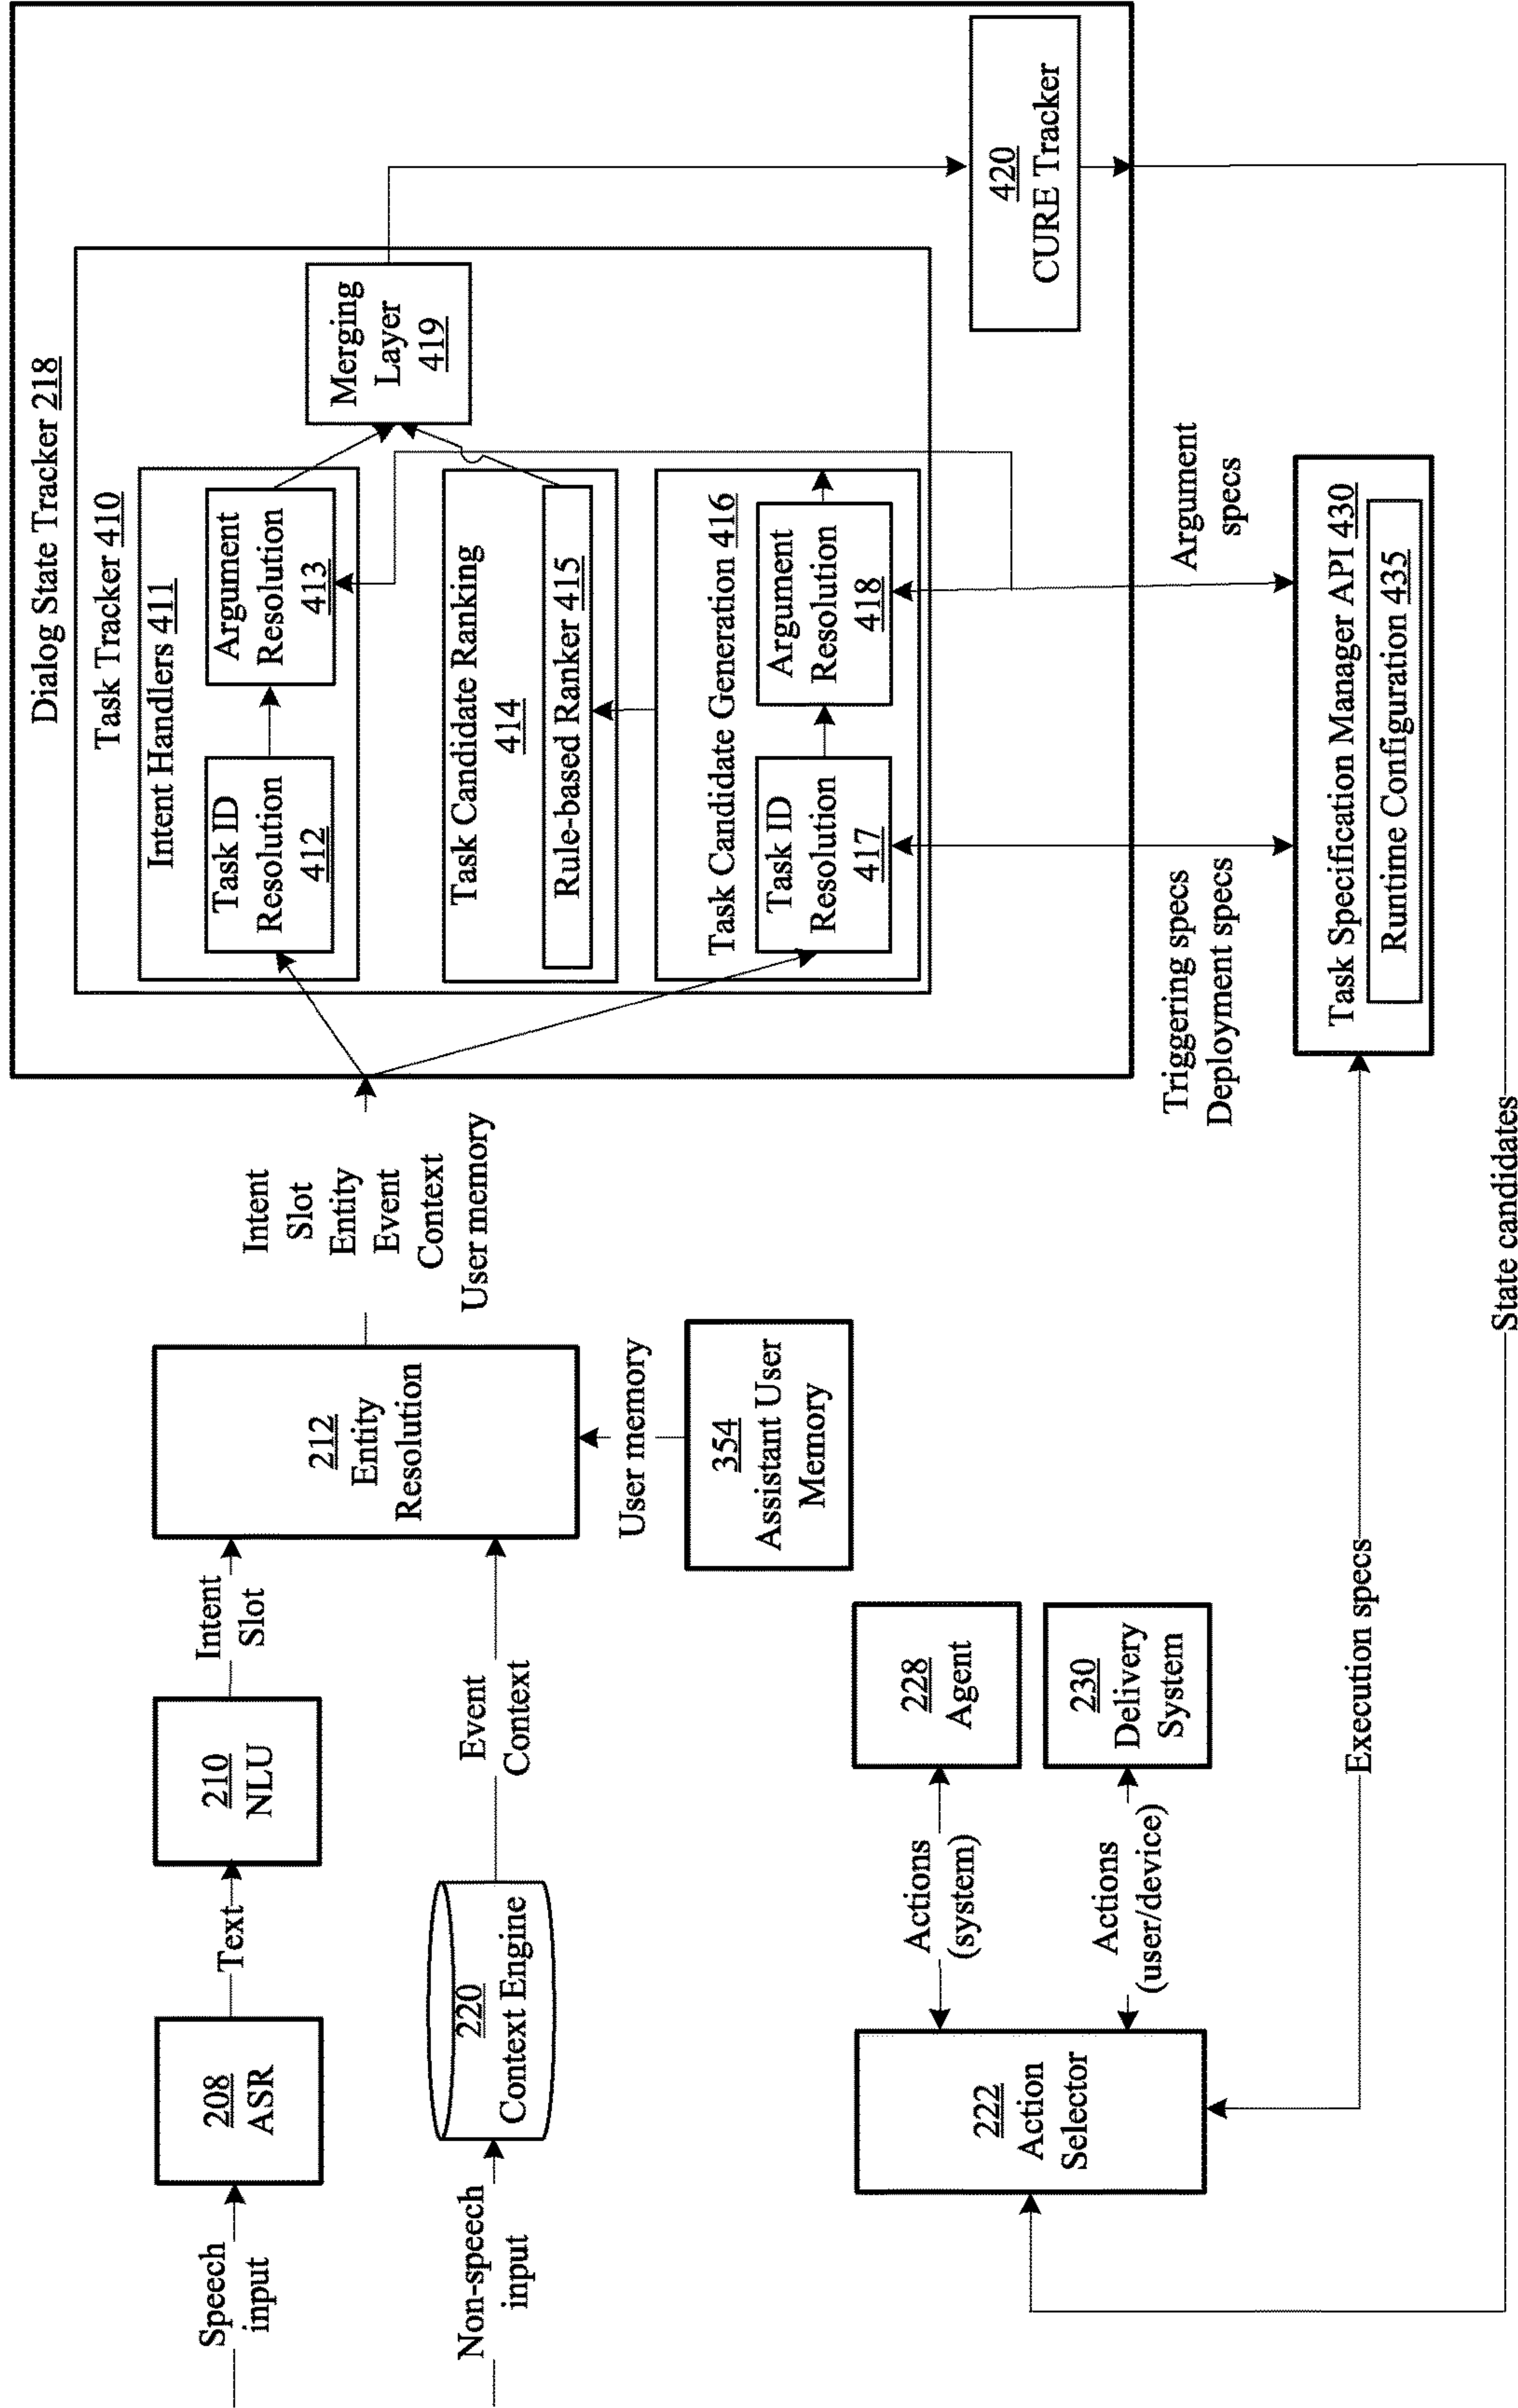 Speech
input
208
ASR
Text
210
NLU
Intent
Slot
Non-speech
input
220
Context Engine
Event
Context
212
Entity
Resolution
User memory
354
Assistant User
Memory
Intent
Slot
Entity
Event
Context
User memory
Dialog State Tracker 218
Task Tracker 410
Intent Handlers 411
Task ID
Resolution
412
Argument
Resolution
413
Task Candidate Ranking
414
Rule-based Ranker 415
Task Candidate Generation 416
Task ID
Resolution
417
Argument
Resolution
418
Merging
Layer
419
420
CURE Tracker
Triggering specs
Deployment specs
Argument
specs
Task Specification Manager API 430
Runtime Configuration 435
222
Action
Selector
Actions
(system)
228
Agent
Actions
(user/device)
230
Delivery
System
Execution specs
State candidates